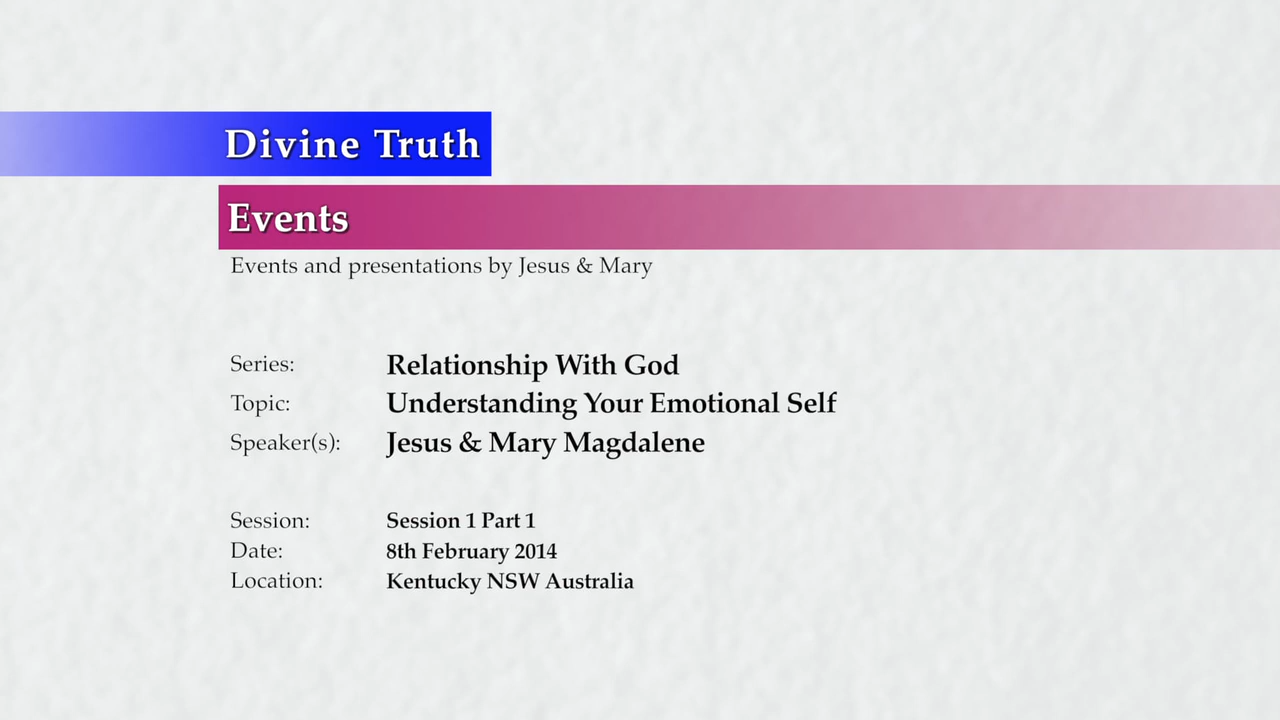 Divine Truth
Events
Events and presentations by Jesus & Mary
Series: Relationship With God
Topic: Understanding Your Emotional Self
Speaker(s): Jesus & Mary Magdalene
Session: Session 1 Part 1
Date: 8th February 2014
Location: Kentucky NSW Australia